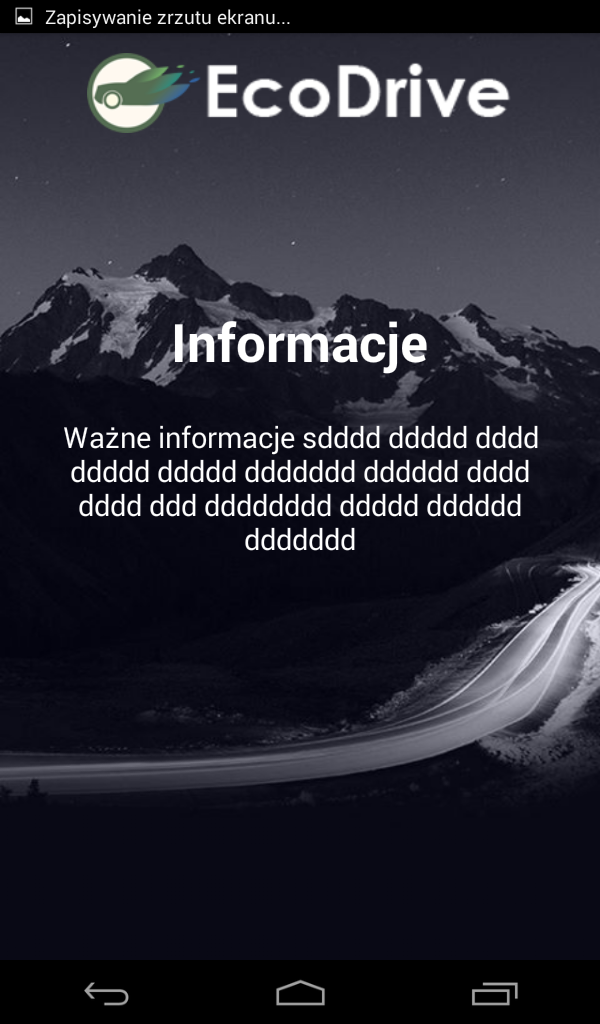 Zapisywanie zrzutu ekranu...
EcoDrive
Informacje
Ważne informacje sdddd ddddd dddd
ddddd ddddd ddddddd dddddd dddd
dddd ddd dddddddd ddddd dddddd
ddddddd